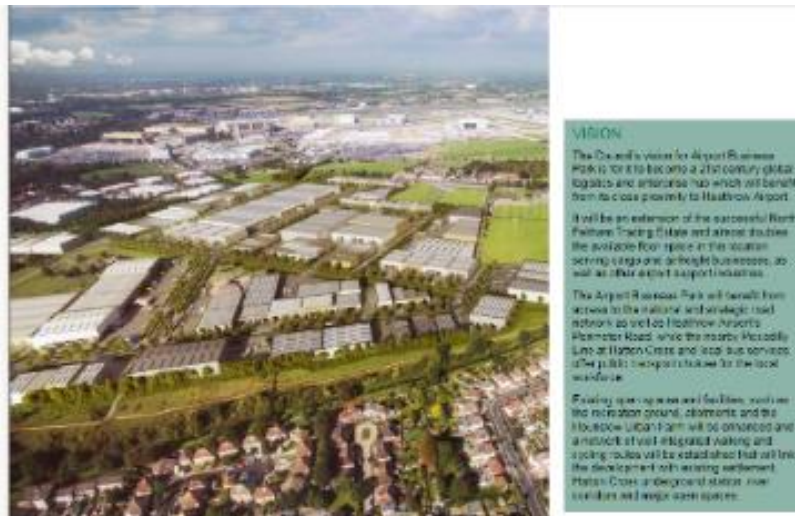 VISION
The Council's vision for Airport Business
Park is for it to become a 21st century global
logistics and enterprise hub which will benefit
from its close proximity to Heathrow Airport.
It will be an extension of the successful North
Feltham Trading Estate and almost doubles
the available floor space in this location
serving cargo and airfreight businesses, as
well as other airport support industries.
The Airport Business Park will benefit from
access to the national and strategic road
network as well as Heathrow Airport's
Perimeter Road, while the nearby Piccadilly
Line at Hatton Cross and local bus services
offer public transport choices for the local
workforce.
Existing open spaces and facilities, such as
the recreation ground, allotments and the
Hounslow Urban Farm will be enhanced and
a network of well integrated walking and
cycling routes will be established that will link
the development with existing settlement,
Hatton Cross underground station, river
corridors and major open spaces.